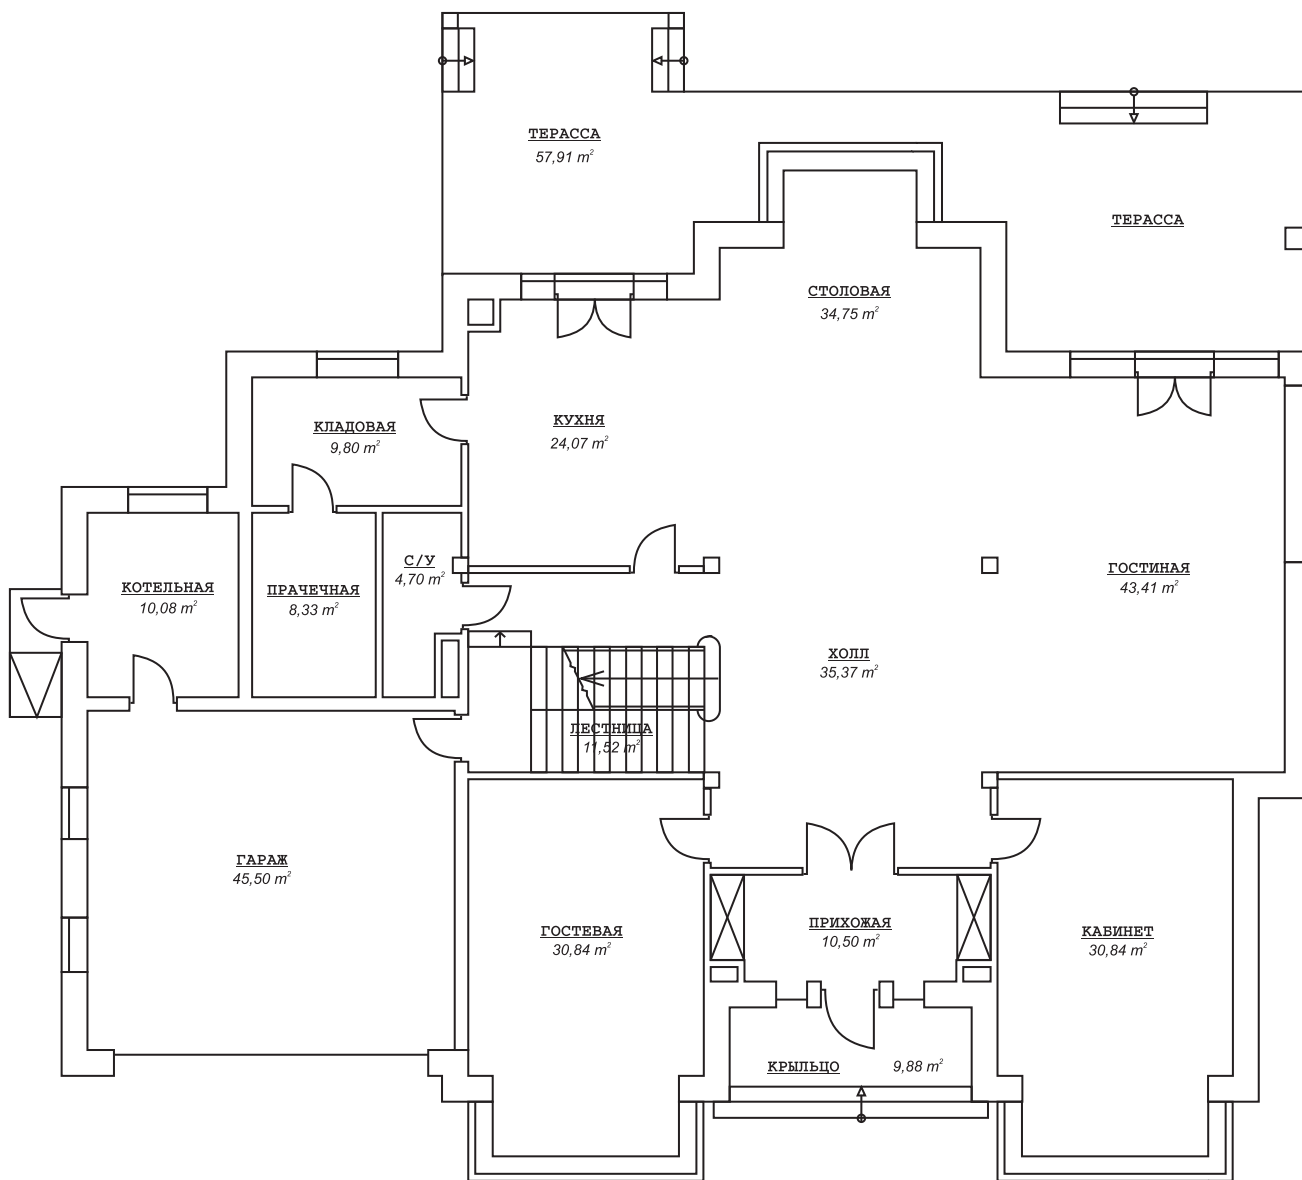 ТЕРАССА
57,91 m²
ТЕРАССА
СТОЛОВАЯ
34,75 m²
КУХНЯ
24,07 m²
КЛАДОВАЯ
9,80 m²
С/У
4,70 m²
КОТЕЛЬНАЯ
10,08 m²
ПРАЧЕЧНАЯ
8,33 m²
ГОСТИНАЯ
43,41 m²
ХОЛЛ
35,37 m²
ЛЕСТНИЦА
11,52 m²
ГАРАЖ
45,50 m²
ГОСТЕВАЯ
30,84 m²
ПРИХОЖАЯ
10,50 m²
КАБИНЕТ
30,84 m²
КРЫЛЬЦО 9,88 m²